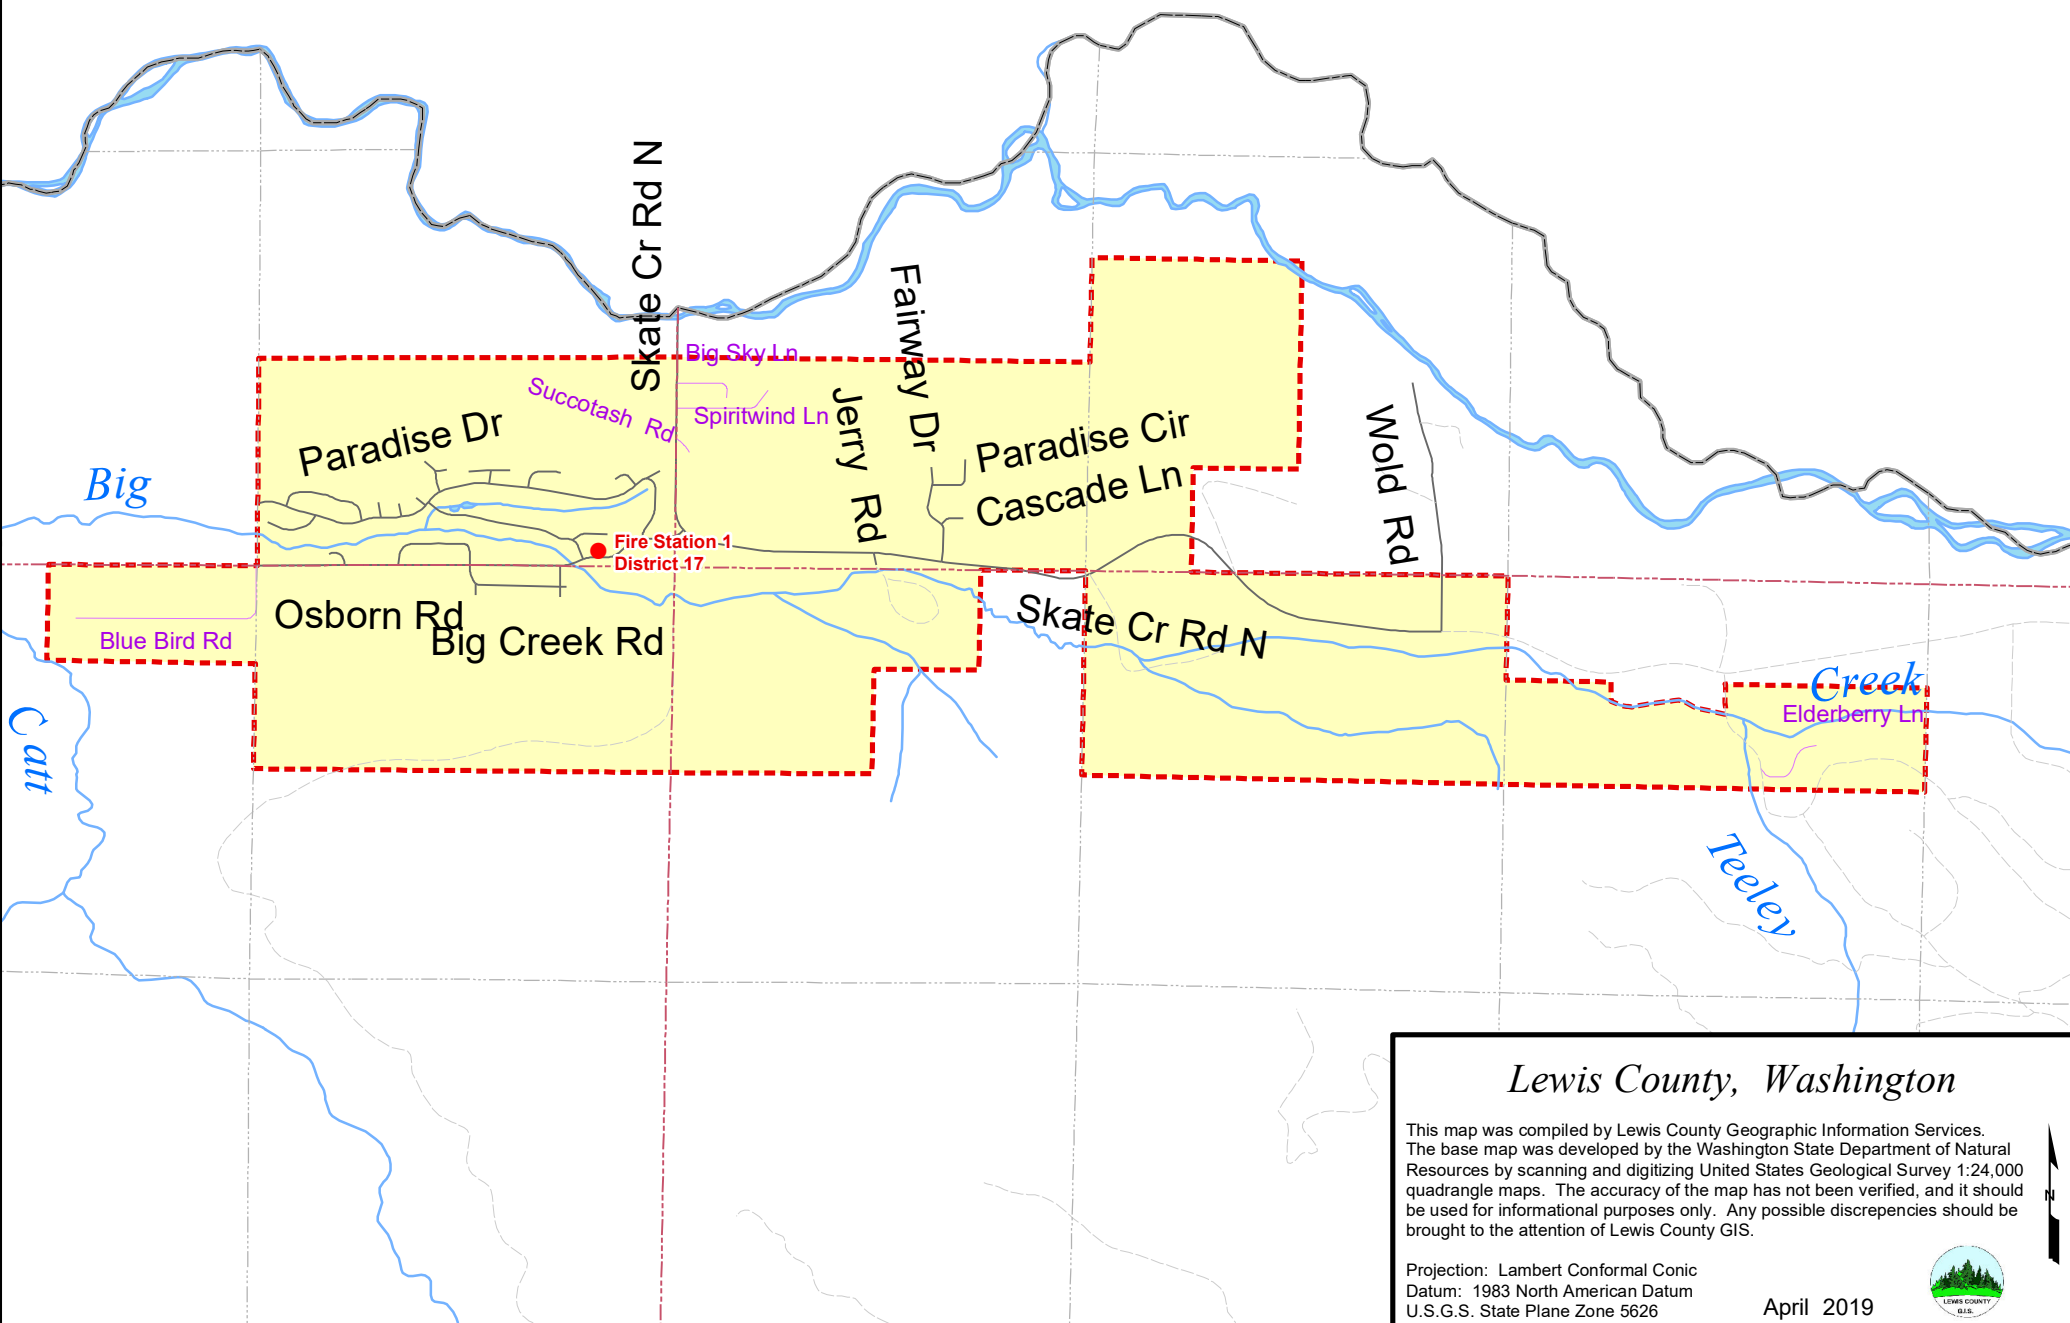 Skate Cr Rd N
Fairway Dr
Big Sky Ln
Succotash Rd
Spiritwind Ln
Jerry Rd
Paradise Dr
Paradise Cir
Cascade Ln
Wold Rd
Big
Fire Station 1
District 17
Osborn Rd
Big Creek Rd
Blue Bird Rd
Skate Cr Rd N
Creek
Elderberry Ln
Catt
Teeley
Lewis County, Washington
This map was compiled by Lewis County Geographic Information Services.
The base map was developed by the Washington State Department of Natural
Resources by scanning and digitizing United States Geological Survey 1:24,000
quadrangle maps. The accuracy of the map has not been verified, and it should
be used for informational purposes only. Any possible discrepencies should be
brought to the attention of Lewis County GIS.
N
Projection: Lambert Conformal Conic
Datum: 1983 North American Datum
U.S.G.S. State Plane Zone 5626
April 2019
LEWIS COUNTY
G.I.S.